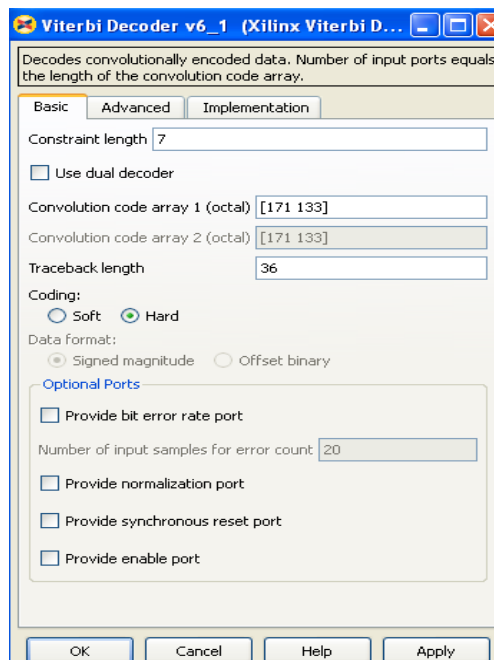 Viterbi Decoder v6_1 (Xilinx Viterbi D...
Decodes convolutionally encoded data. Number of input ports equals
the length of the convolution code array.
Basic Advanced Implementation
Constraint length 7
Use dual decoder
Convolution code array 1 (octal) [171 133]
Convolution code array 2 (octal) [171 133]
Traceback length 36
Coding:
Soft Hard
Data format:
Signed magnitude Offset binary
Optional Ports
Provide bit error rate port
Number of input samples for error count 20
Provide normalization port
Provide synchronous reset port
Provide enable port
OK Cancel Help Apply